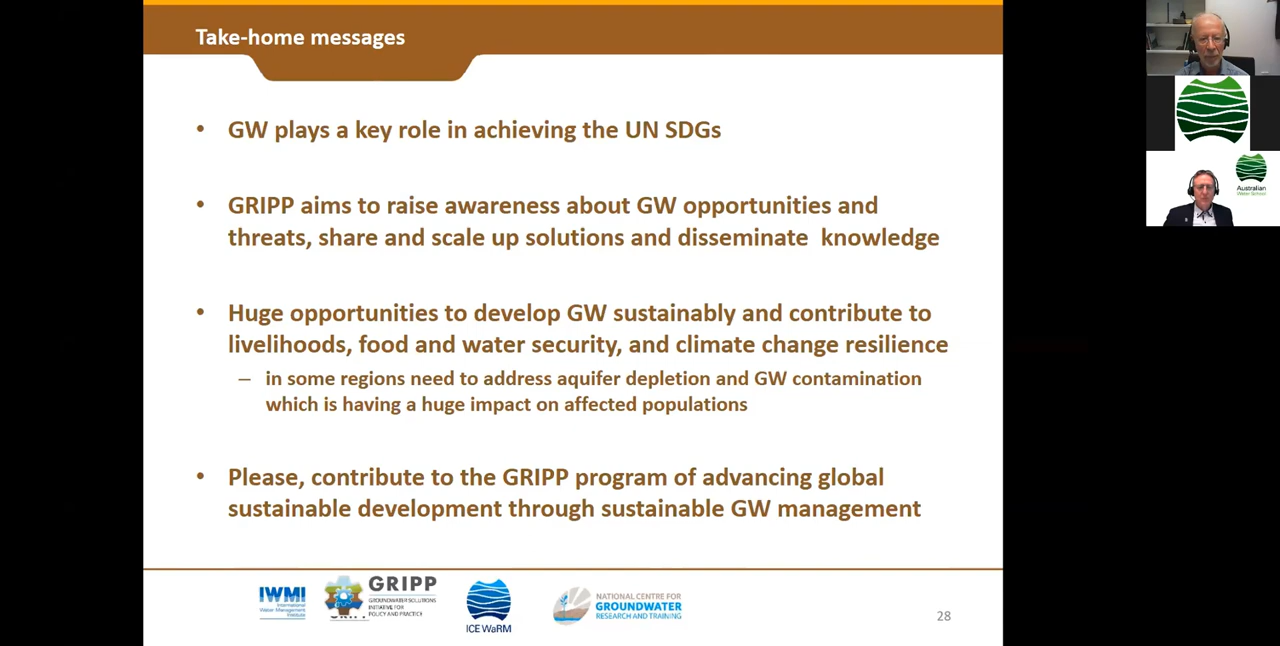 Take-home messages
• GW plays a key role in achieving the UN SDGs
• GRIPP aims to raise awareness about GW opportunities and
threats, share and scale up solutions and disseminate knowledge
• Huge opportunities to develop GW sustainably and contribute to
livelihoods, food and water security, and climate change resilience
– in some regions need to address aquifer depletion and GW contamination
which is having a huge impact on affected populations
• Please, contribute to the GRIPP program of advancing global
sustainable development through sustainable GW management
IWMI
International
Water Management
Institute
GRIPP
GROUNDWATER SOLUTIONS
INITIATIVE FOR
POLICY AND PRACTICE
ICE WaRM
NATIONAL CENTRE FOR
GROUNDWATER
RESEARCH AND TRAINING
28
Australian
Water School